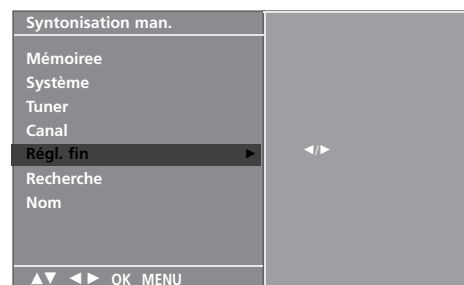 Syntonisation man.
Mémoiree
Système
Tuner
Canal
Régl. fin ►
◄/►
Recherche
Nom
▲▼ ◄► OK MENU